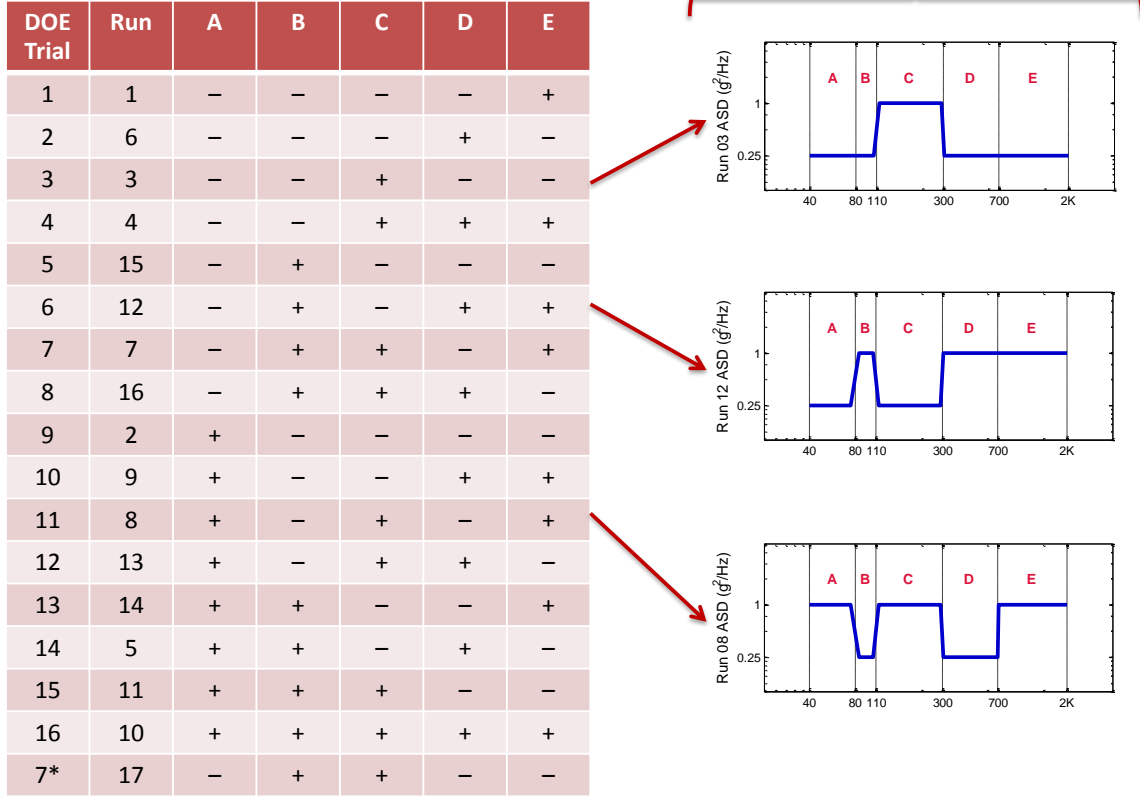 DOE Trial Run A B C D E
1 1 – – – – +
2 6 – – – + –
3 3 – – + – –
4 4 – – + + +
5 15 – + – – –
6 12 – + – + +
7 7 – + + – +
8 16 – + + + –
9 2 + – – – –
10 9 + – – + +
11 8 + – + – +
12 13 + – + + –
13 14 + + – – +
14 5 + + – + –
15 11 + + + – –
16 10 + + + + +
7* 17 – + + – –
Run 03 ASD (g²/Hz)
A B C D E
1
0.25
40 80 110 300 700 2K
Run 12 ASD (g²/Hz)
A B C D E
1
0.25
40 80 110 300 700 2K
Run 08 ASD (g²/Hz)
A B C D E
1
0.25
40 80 110 300 700 2K